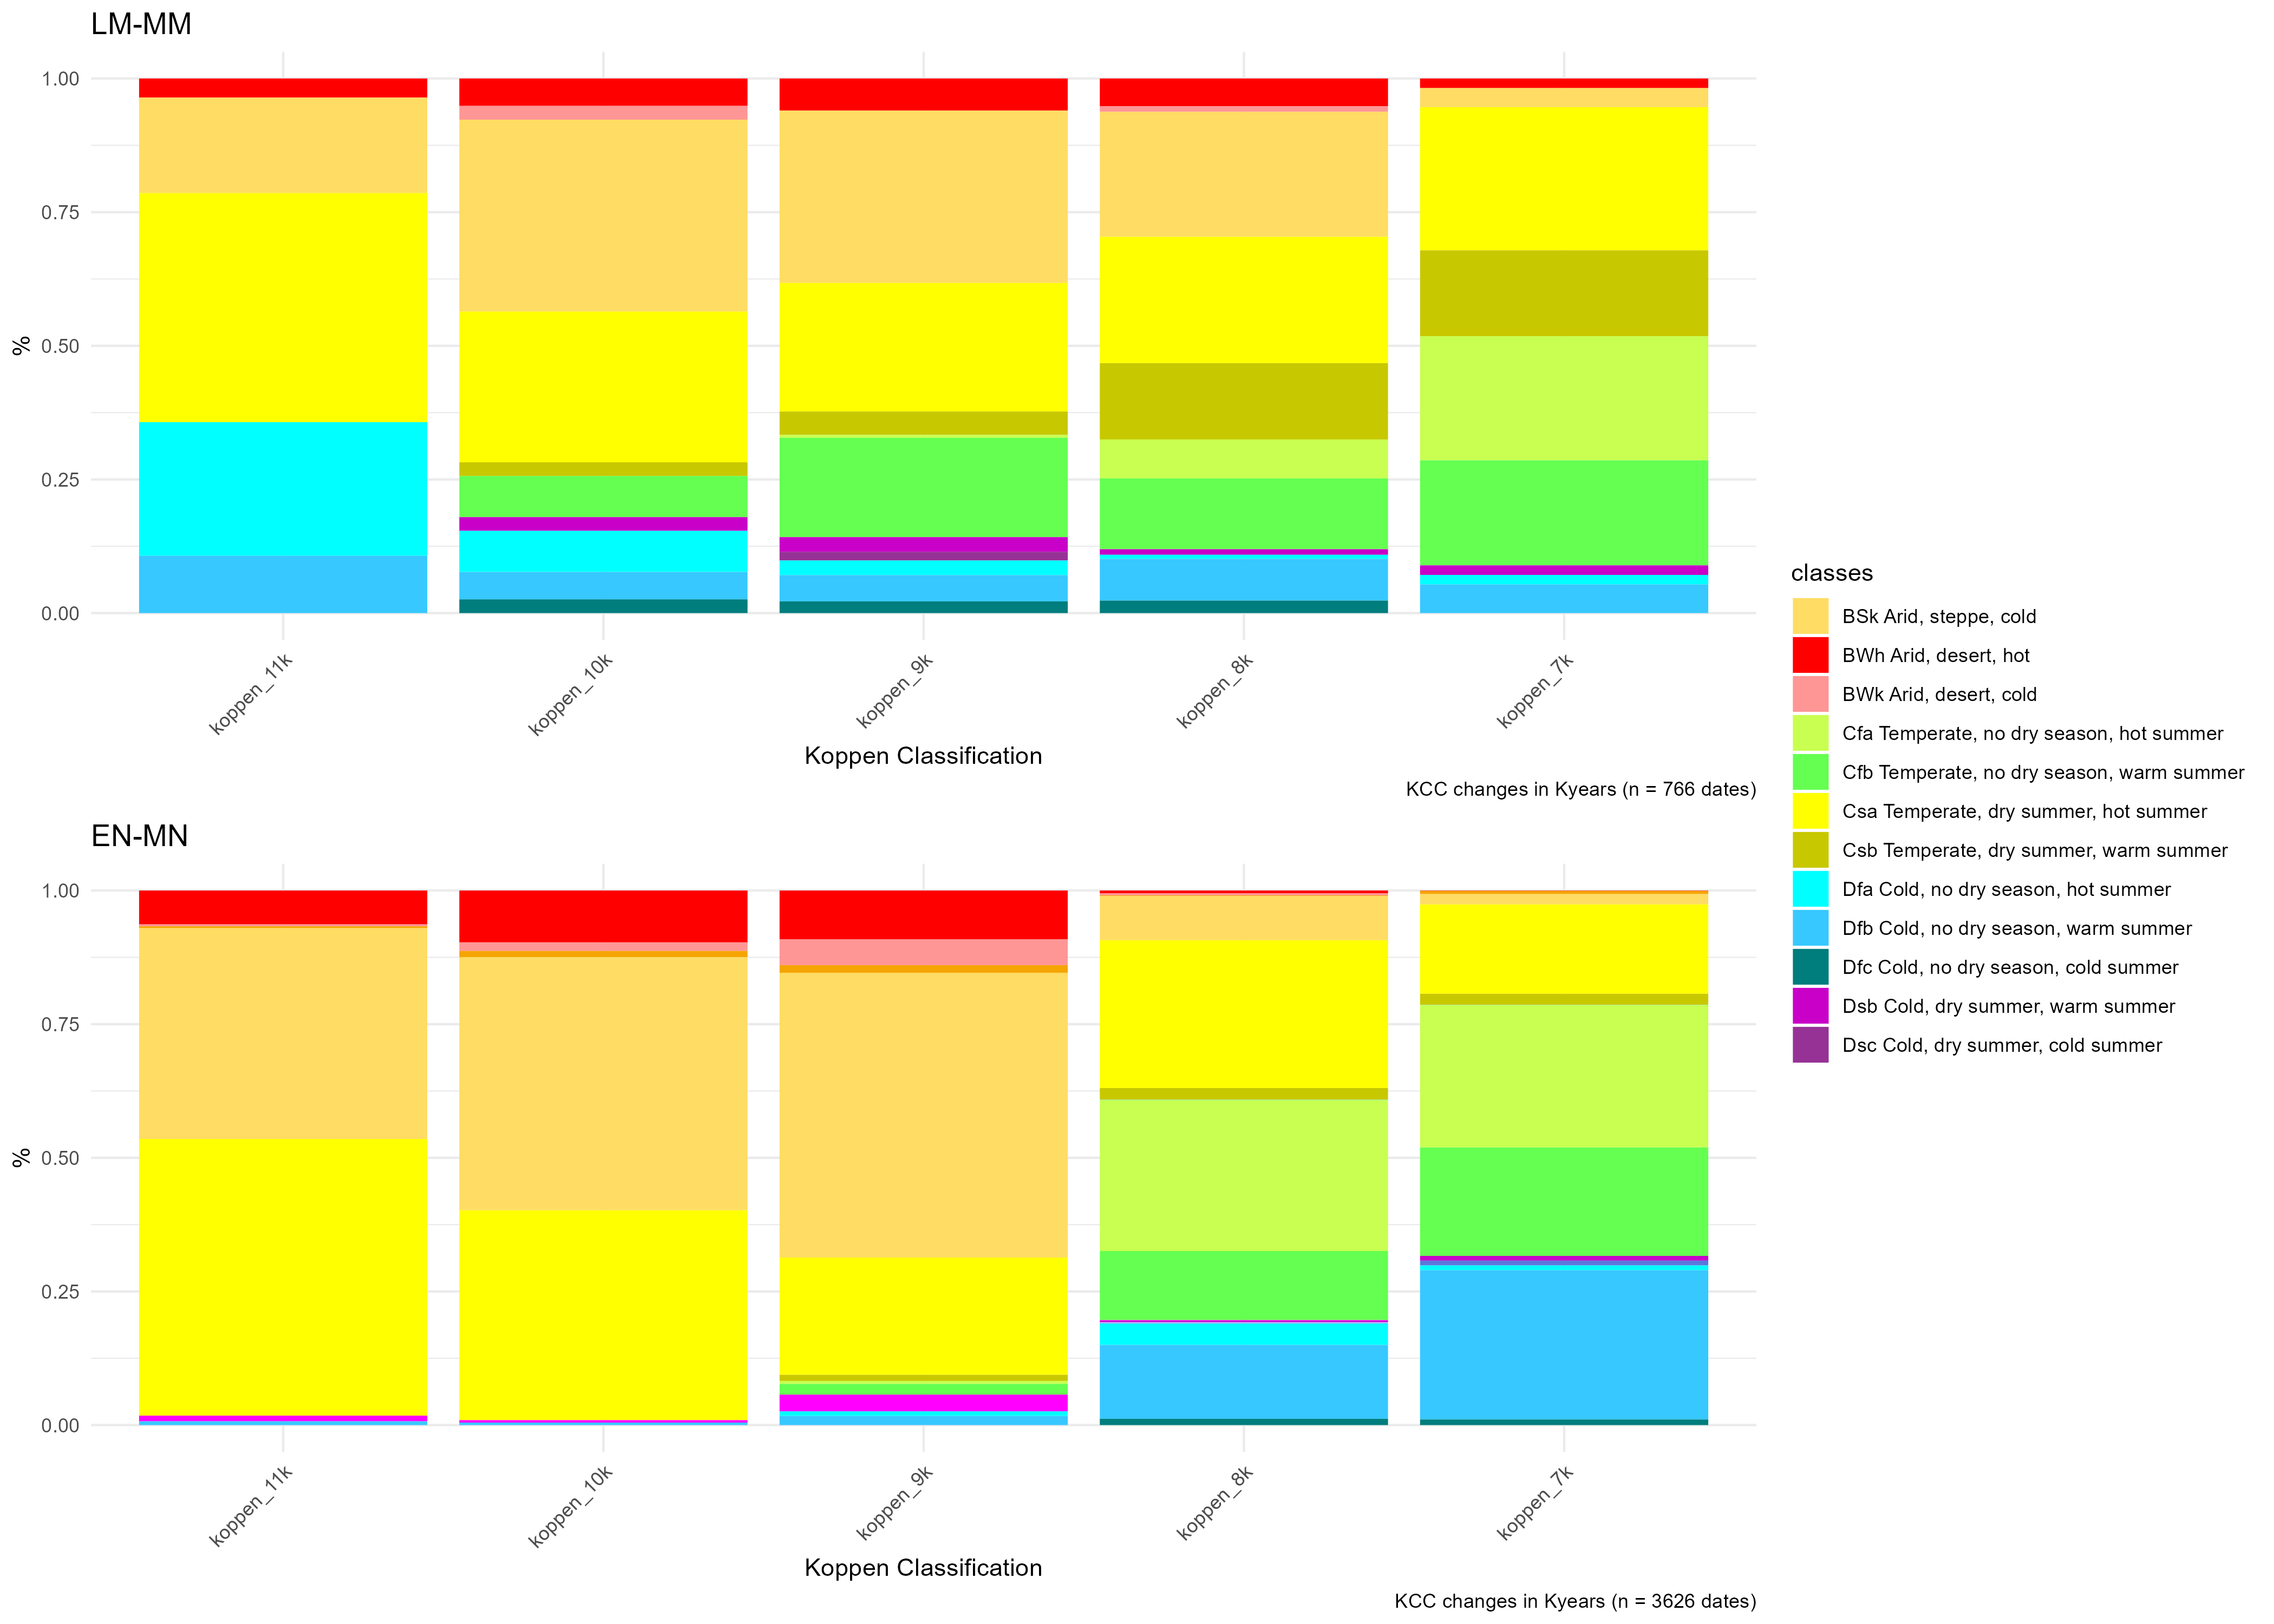 LM-MM
1.00
0.75
0.50
0.25
0.00
%
koppen_11k
koppen_10k
koppen_9k
koppen_8k
koppen_7k
Koppen Classification
KCC changes in Kyears (n = 766 dates)
EN-MN
1.00
0.75
0.50
0.25
0.00
%
koppen_11k
koppen_10k
koppen_9k
koppen_8k
koppen_7k
Koppen Classification
KCC changes in Kyears (n = 3626 dates)
classes
BSk Arid, steppe, cold
BWh Arid, desert, hot
BWk Arid, desert, cold
Cfa Temperate, no dry season, hot summer
Cfb Temperate, no dry season, warm summer
Csa Temperate, dry summer, hot summer
Csb Temperate, dry summer, warm summer
Dfa Cold, no dry season, hot summer
Dfb Cold, no dry season, warm summer
Dfc Cold, no dry season, cold summer
Dsb Cold, dry summer, warm summer
Dsc Cold, dry summer, cold summer